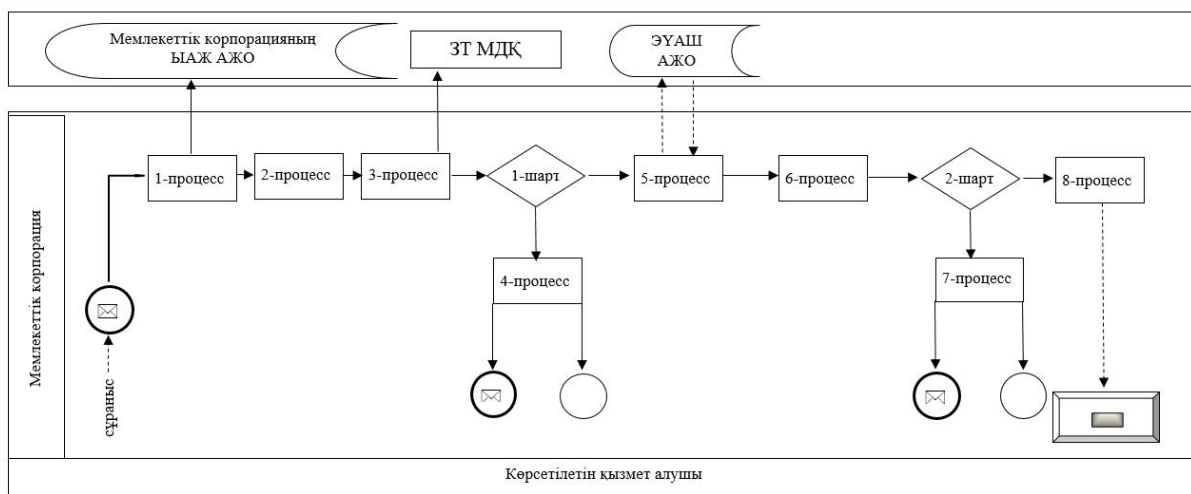 Мемлекеттік корпорацияның
ЫАЖ АЖО
ЗТ МДҚ
ЭҮАШ
АЖО
Мемлекеттік корпорация
1-процесс
2-процесс
3-процесс
1-шарт
5-процесс
6-процесс
2-шарт
8-процесс
4-процесс
7-процесс
сұраныс
Көрсетілетін қызмет алушы